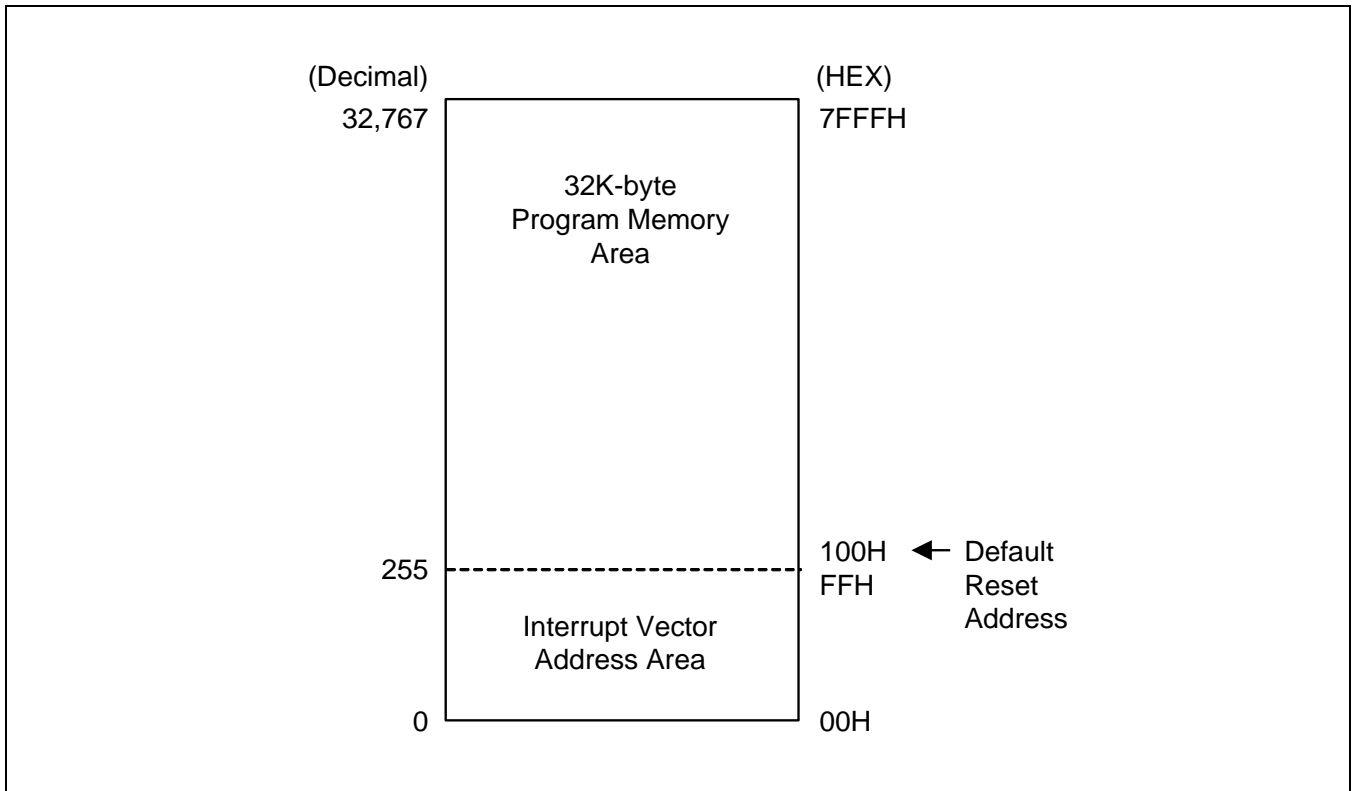 (Decimal) (HEX)
32,767 7FFFH
32K-byte
Program Memory
Area
100H Default
255
FFH Reset
Address
Interrupt Vector
Address Area
0 00H